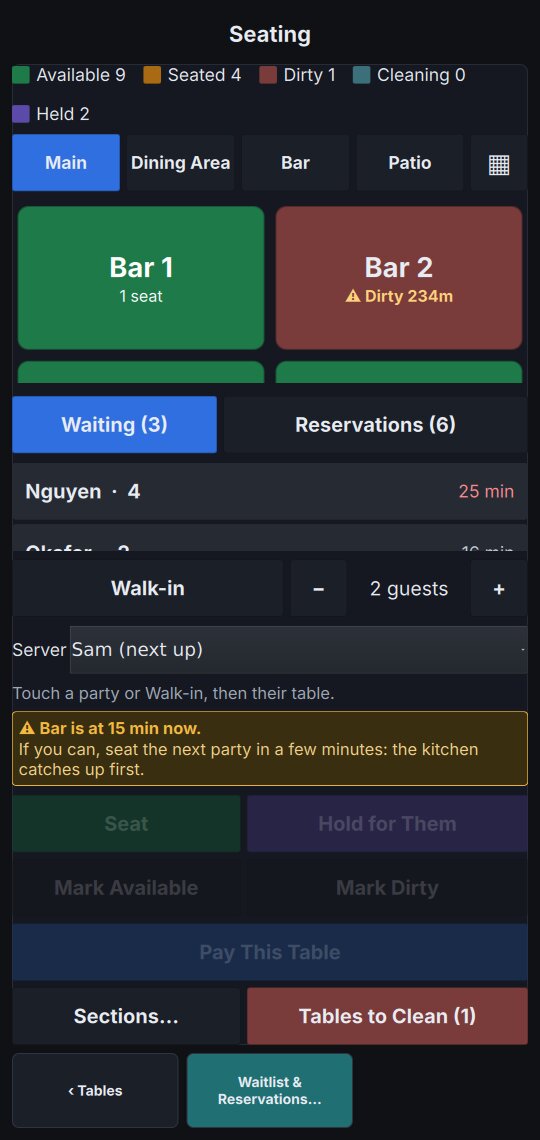 Seating
Available 9 Seated 4 Dirty 1 Cleaning 0
Held 2
Main Dining Area Bar Patio
Bar 1 Bar 2
1 seat ⚠ Dirty 234m
Waiting (3) Reservations (6)
Nguyen · 4 25 min
Walk-in − 2 guests +
Server Sam (next up)
Touch a party or Walk-in, then their table.
⚠ Bar is at 15 min now.
If you can, seat the next party in a few minutes: the kitchen
catches up first.
Seat Hold for Them
Mark Available Mark Dirty
Pay This Table
Sections... Tables to Clean (1)
‹ Tables Waitlist &
Reservations...